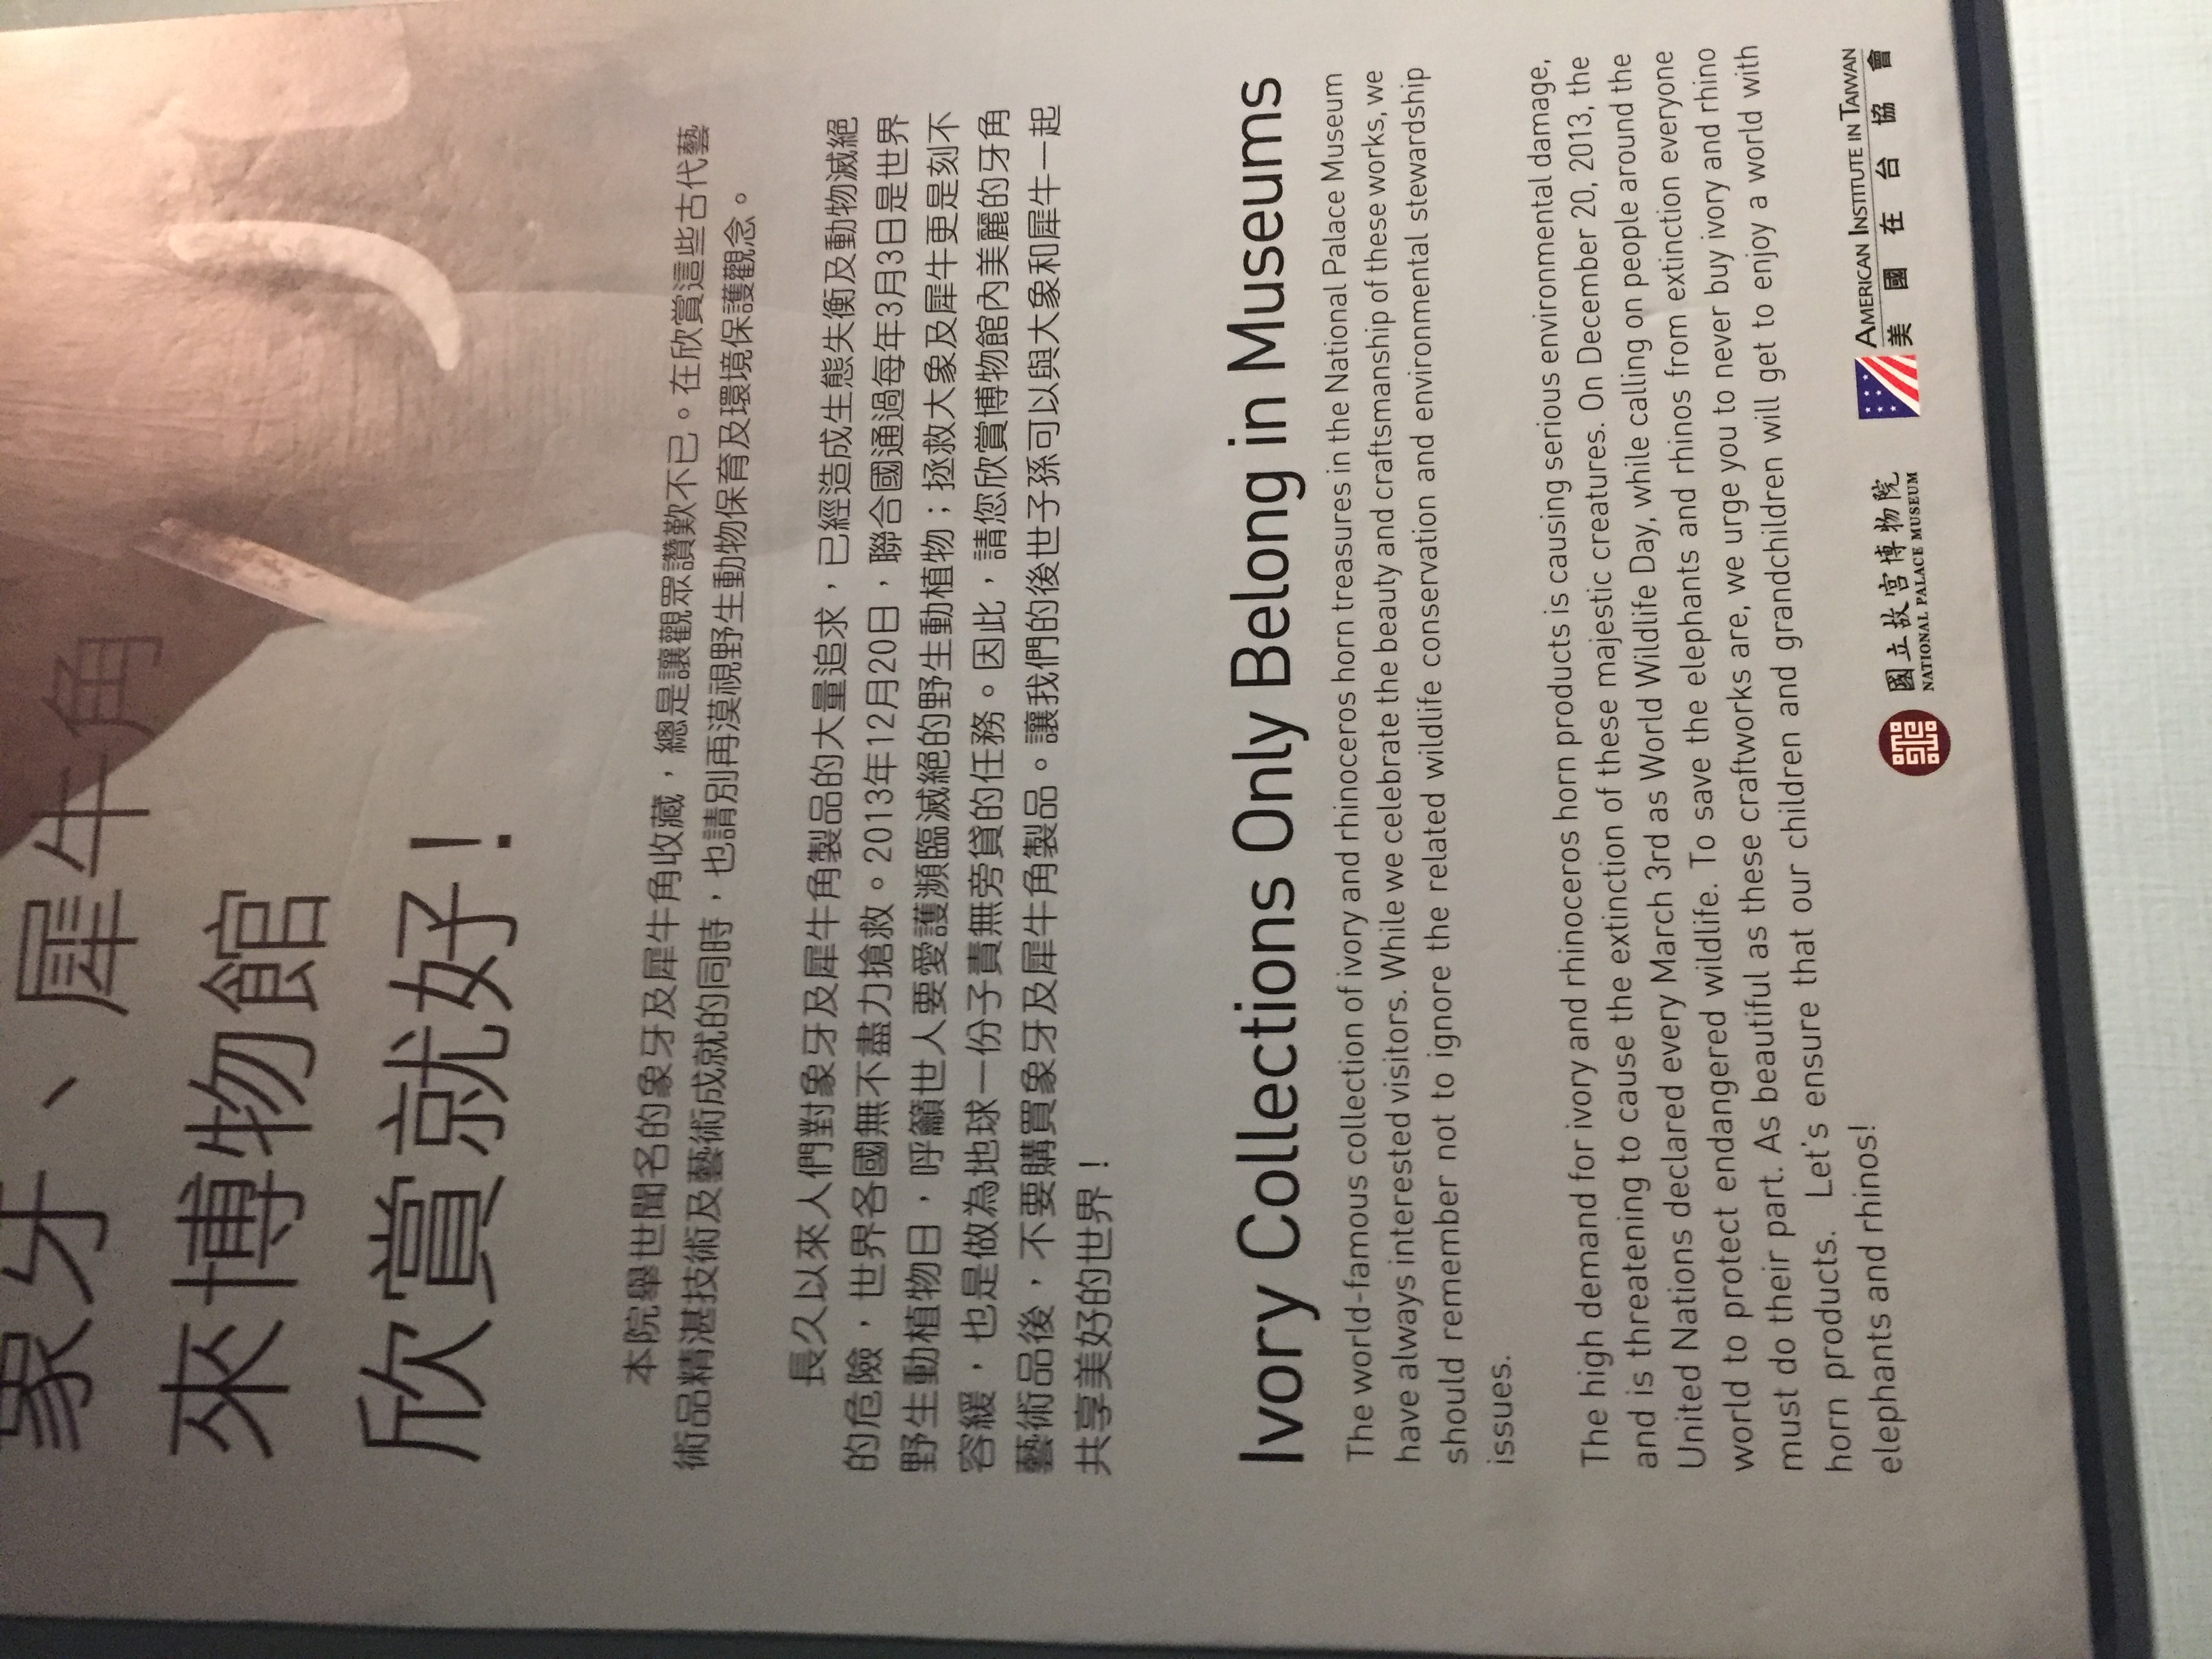 象牙、犀牛角
來博物館
欣賞就好！
本院舉世聞名的象牙及犀牛角收藏，總是讓觀眾讚歎不已。在欣賞這些古代藝
術品精湛技術及藝術成就的同時，也請別再漠視野生動物保育及環境保護觀念。
長久以來人們對象牙及犀牛角製品的大量追求，已經造成生態失衡及動物滅絕
的危險，世界各國無不盡力搶救。2013年12月20日，聯合國通過每年3月3日是世界
野生動植物日，呼籲世人要愛護瀕臨滅絕的野生動植物；拯救大象及犀牛更是刻不
容緩，也是做為地球一份子責無旁貸的任務。因此，請您欣賞博物館內美麗的牙角
藝術品後，不要購買象牙及犀牛角製品。讓我們的後世子孫可以與大象和犀牛一起
共享美好的世界！
Ivory Collections Only Belong in Museums
The world-famous collection of ivory and rhinoceros horn treasures in the National Palace Museum
have always interested visitors. While we celebrate the beauty and craftsmanship of these works, we
should remember not to ignore the related wildlife conservation and environmental stewardship
issues.
The high demand for ivory and rhinoceros horn products is causing serious environmental damage,
and is threatening to cause the extinction of these majestic creatures. On December 20, 2013, the
United Nations declared every March 3rd as World Wildlife Day, while calling on people around the
world to protect endangered wildlife. To save the elephants and rhinos from extinction everyone
must do their part. As beautiful as these craftworks are, we urge you to never buy ivory and rhino
horn products. Let's ensure that our children and grandchildren will get to enjoy a world with
elephants and rhinos!
國立故宮博物院
NATIONAL PALACE MUSEUM
AMERICAN INSTITUTE IN TAIWAN
美國在台協會